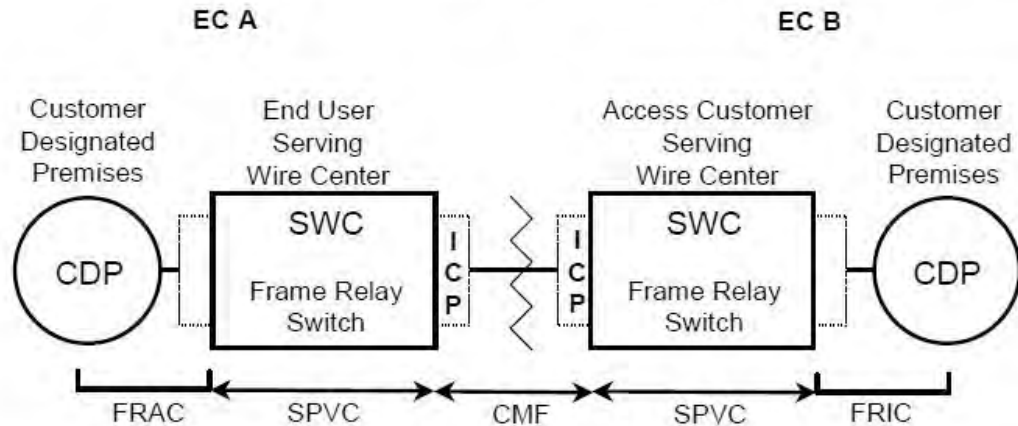 EC A
EC B
Customer
Designated
Premises
End User
Serving
Wire Center
Access Customer
Serving
Wire Center
Customer
Designated
Premises
CDP
SWC
Frame Relay
Switch
I
C
P
I
C
P
SWC
Frame Relay
Switch
CDP
FRAC
SPVC
CMF
SPVC
FRIC